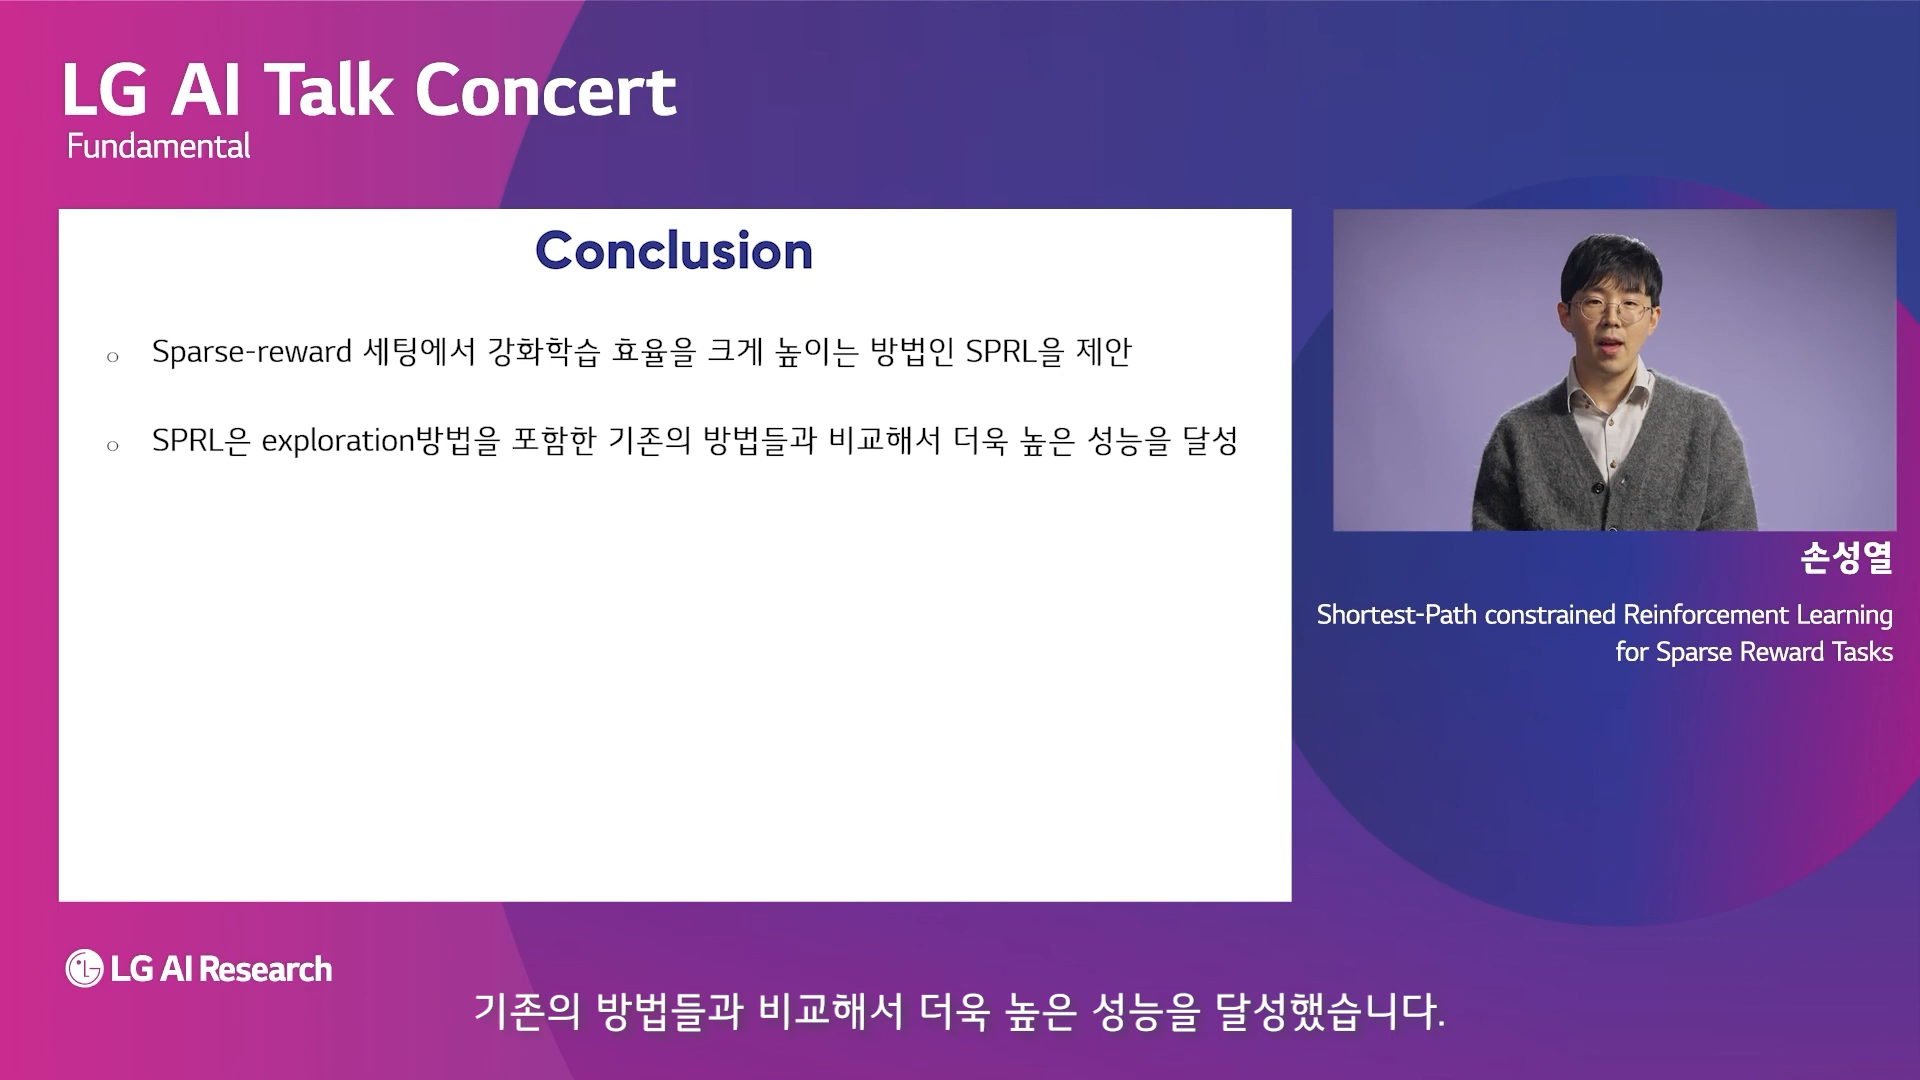 LG AI Talk Concert
Fundamental
Conclusion
○ Sparse-reward 세팅에서 강화학습 효율을 크게 높이는 방법인 SPRL을 제안
○ SPRL은 exploration방법을 포함한 기존의 방법들과 비교해서 더욱 높은 성능을 달성
손성열
Shortest-Path constrained Reinforcement Learning
for Sparse Reward Tasks
LG AI Research
기존의 방법들과 비교해서 더욱 높은 성능을 달성했습니다.